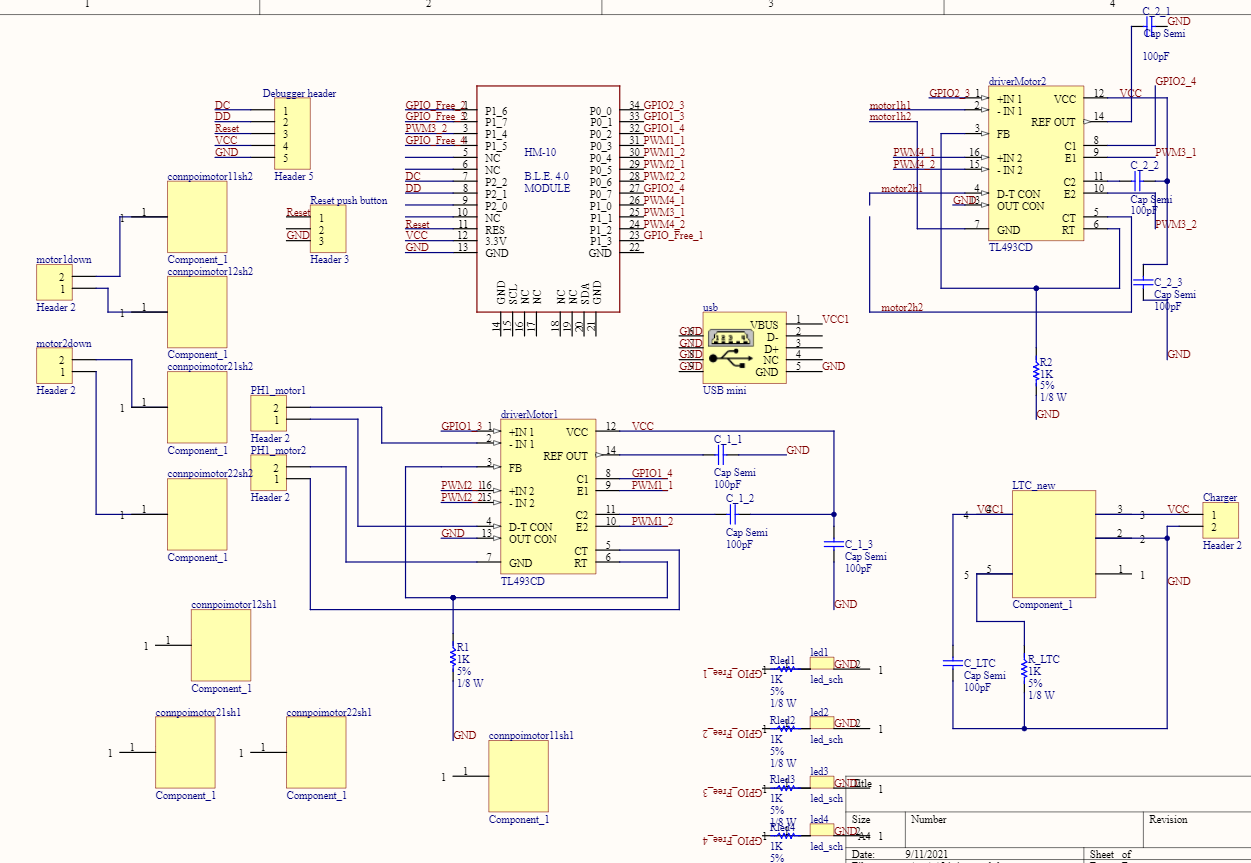 1
2
3
4
C_2_1
GND
Cap Semi
100pF
Debugger header
DC
DD
Reset
VCC
GND
1
2
3
4
5
Header 5
connpoimotor11sh2
1
1
Component_1
Reset push button
Reset
GND
1
2
3
Header 3
motor1down
2
1
Header 2
connpoimotor12sh2
1
1
Component_1
motor2down
2
1
Header 2
connpoimotor21sh2
1
1
Component_1
connpoimotor22sh2
1
1
Component_1
PH1_motor1
2
1
Header 2
PH1_motor2
2
1
Header 2
HM-10
B.L.E. 4.0
MODULE
GPIO_Free_2 1 P1_6
GPIO_Free_3 2 P1_7
PWM3_2 3 P1_4
GPIO_Free_4 4 P1_5
5 NC
6 NC
DC 7 P2_2
DD 8 P2_1
9 P2_0
10 NC
Reset 11 RES
VCC 12 3.3V
GND 13 GND
P0_0 34 GPIO2_3
P0_1 33 GPIO1_3
P0_2 32 GPIO1_4
P0_3 31 PWM1_1
P0_4 30 PWM1_2
P0_5 29 PWM2_1
P0_6 28 PWM2_2
P0_7 27 GPIO2_4
P1_0 26 PWM4_1
P1_1 25 PWM3_1
P1_2 24 PWM4_2
P1_3 23 GPIO_Free_1
GND 22
GND SCL NC NC NC NC SDA GND
14 15 16 17 18 19 20 21
usb
VBUS 1 VCC1
D- 2
D+ 3
NC 4
GND 5 GND
GND
GND
GND
GND
USB mini
driverMotor2
GPIO2_3 1 +IN 1
motor1h1 2 - IN 1
motor1h2
3 FB
PWM4_1 16 +IN 2
PWM4_2 15 - IN 2
motor2h1 4 D-T CON
GND 13 OUT CON
7 GND
VCC 12 VCC
REF OUT 14
GPIO2_4
C1 8
E1 9 PWM3_1
C2 11
E2 10
CT 5
RT 6
TL493CD
C_2_2
Cap Semi
100pF
PWM3_2
C_2_3
Cap Semi
100pF
GND
motor2h2
R2
1K
5%
1/8 W
GND
driverMotor1
GPIO1_3 1 +IN 1
2 - IN 1
3 FB
PWM2_1 16 +IN 2
PWM2_2 15 - IN 2
4 D-T CON
GND 13 OUT CON
7 GND
VCC 12 VCC
REF OUT 14
C1 8 GPIO1_4
E1 9 PWM1_1
C2 11
E2 10 PWM1_2
CT 5
RT 6
TL493CD
C_1_1
GND
Cap Semi
100pF
C_1_2
Cap Semi
100pF
C_1_3
Cap Semi
100pF
GND
R1
1K
5%
1/8 W
GND
LTC_new
VCC1
4
4
5
5
3
3
2
2
1
1
Component_1
VCC
Charger
1
2
Header 2
GND
C_LTC
Cap Semi
100pF
R_LTC
1K
5%
1/8 W
connpoimotor12sh1
1
1
Component_1
connpoimotor21sh1
1
1
Component_1
connpoimotor22sh1
1
1
Component_1
connpoimotor11sh1
1
1
Component_1
GPIO_Free_1
1
Rled1
1K
5%
1/8 W
led1
GND
2
1
led_sch
GPIO_Free_2
1
Rled2
1K
5%
1/8 W
led2
GND
2
1
led_sch
GPIO_Free_3
1
Rled3
1K
5%
1/8 W
led3
GND
1
led_sch
GPIO_Free_4
1
Rled4
1K
5%
led4
GND
2
1
led_sch
Title
Size
A4
Number
Revision
Date:
9/11/2021
Sheet of